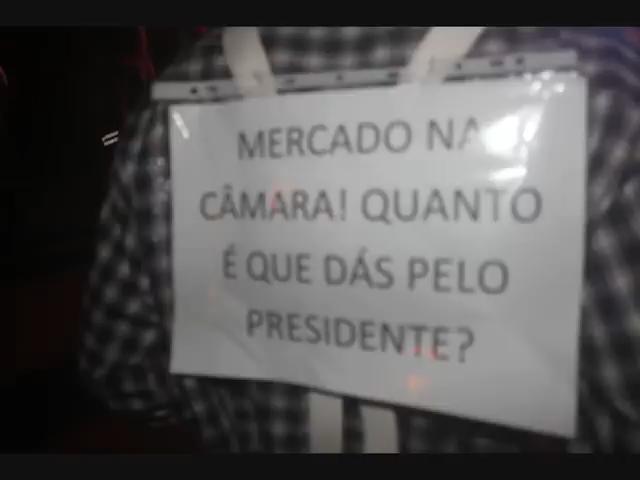 MERCADO NA
CÂMARA! QUANTO
É QUE DÁS PELO
PRESIDENTE?